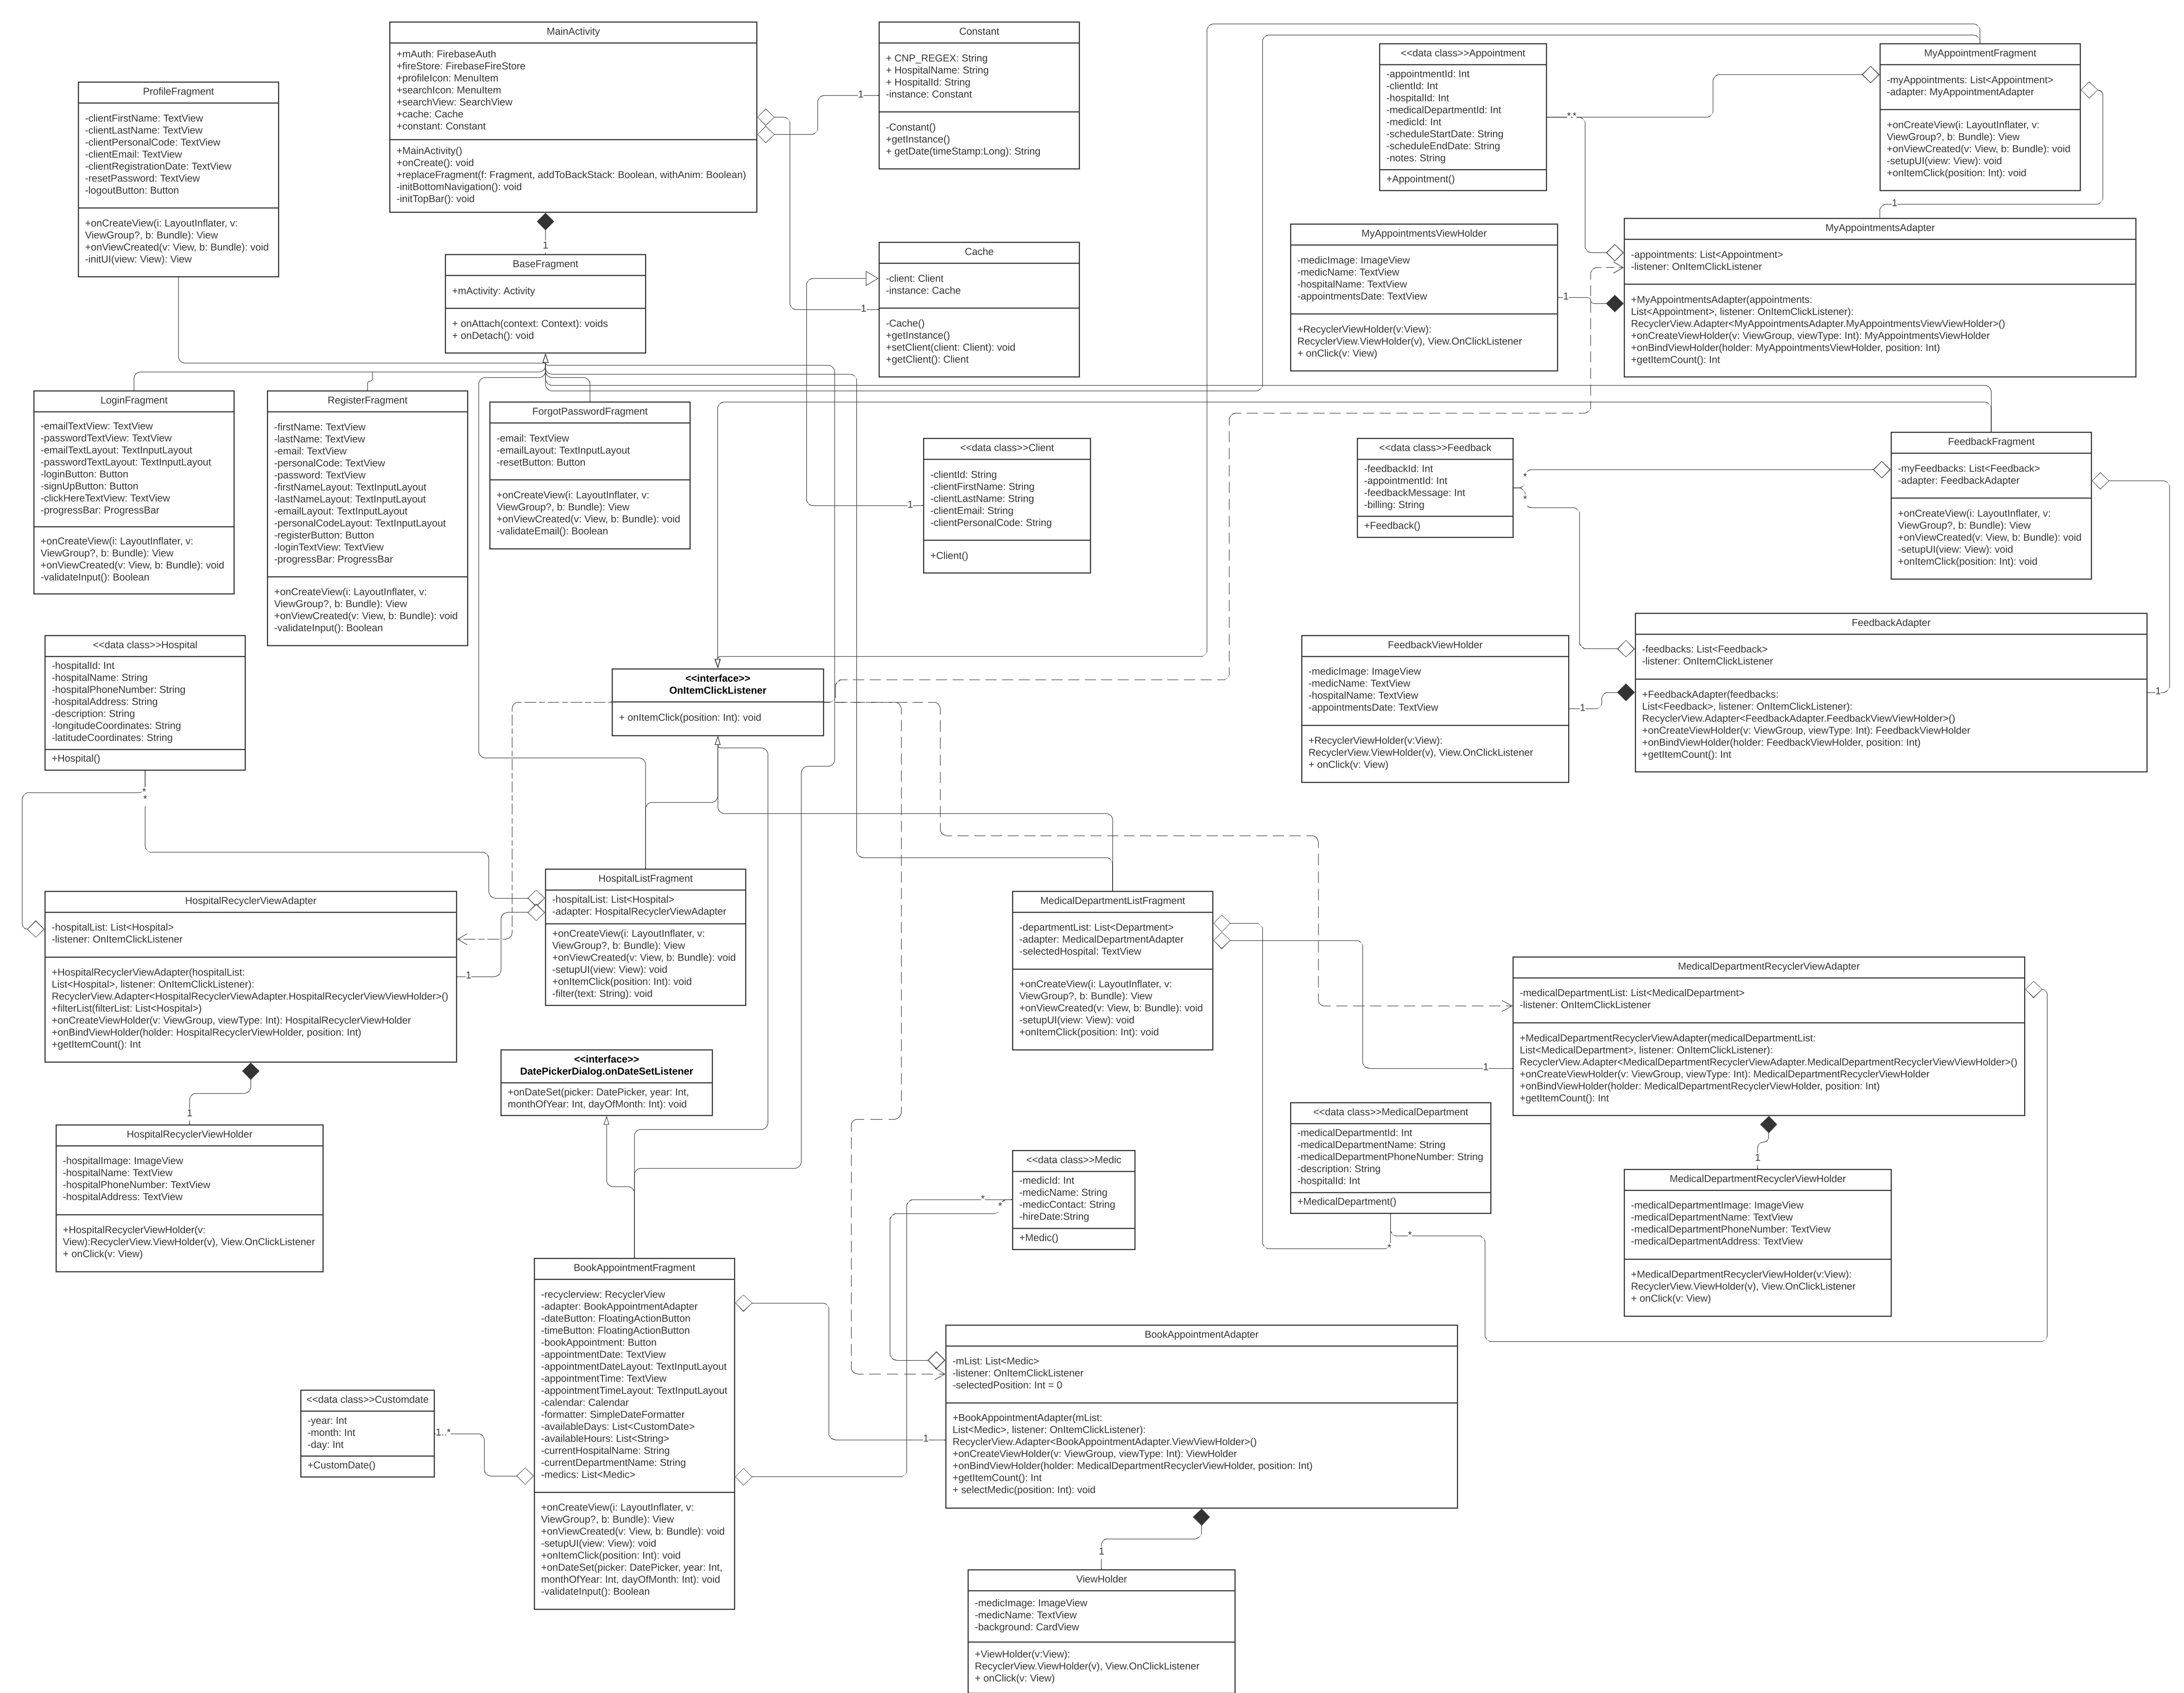 MainActivity
+mAuth: FirebaseAuth
+fireStore: FirebaseFireStore
+profileIcon: MenuItem
+searchIcon: MenuItem
+searchView: SearchView
+cache: Cache
+constant: Constant
+MainActivity()
+onCreate(): void
+replaceFragment(f: Fragment, addToBackStack: Boolean, withAnim: Boolean)
-initBottomNavigation(): void
-initTopBar(): void
1
Constant
+ CNP_REGEX: String
+ HospitalName: String
+ HospitalId: String
-instance: Constant
-Constant()
+getInstance()
+ getDate(timeStamp:Long): String
1
<<data class>>Appointment
-appointmentId: Int
-clientId: Int
-hospitalId: Int
-medicalDepartmentId: Int
-medicId: Int
-scheduleStartDate: String
-scheduleEndDate: String
-notes: String
+Appointment()
*.*
MyAppointmentFragment
-myAppointments: List<Appointment>
-adapter: MyAppointmentAdapter
+onCreateView(i: LayoutInflater, v:
ViewGroup?, b: Bundle): View
+onViewCreated(v: View, b: Bundle): void
-setupUI(view: View): void
+onItemClick(position: Int): void
1
ProfileFragment
-clientFirstName: TextView
-clientLastName: TextView
-clientPersonalCode: TextView
-clientEmail: TextView
-clientRegistrationDate: TextView
-resetPassword: TextView
-logoutButton: Button
+onCreateView(i: LayoutInflater, v:
ViewGroup?, b: Bundle): View
+onViewCreated(v: View, b: Bundle): void
-initUI(view: View): View
BaseFragment
+mActivity: Activity
+ onAttach(context: Context): voids
+ onDetach(): void
Cache
-client: Client
-instance: Cache
-Cache()
+getInstance()
+setClient(client: Client): void
+getClient(): Client
1
MyAppointmentsViewHolder
-medicImage: ImageView
-medicName: TextView
-hospitalName: TextView
-appointmentsDate: TextView
+RecyclerViewHolder(v:View):
RecyclerView.ViewHolder(v), View.OnClickListener
+ onClick(v: View)
1
MyAppointmentsAdapter
-appointments: List<Appointment>
-listener: OnItemClickListener
+MyAppointmentsAdapter(appointments:
List<Appointment>, listener: OnItemClickListener):
RecyclerView.Adapter<MyAppointmentsAdapter.MyAppointmentsViewViewHolder>()
+onCreateViewHolder(v: ViewGroup, viewType: Int): MyAppointmentsViewHolder
+onBindViewHolder(holder: MyAppointmentsViewHolder, position: Int)
+getItemCount(): Int
LoginFragment
-emailTextView: TextView
-passwordTextView: TextView
-emailTextLayout: TextInputLayout
-passwordTextLayout: TextInputLayout
-loginButton: Button
-signUpButton: Button
-clickHereTextView: TextView
-progressBar: ProgressBar
+onCreateView(i: LayoutInflater, v:
ViewGroup?, b: Bundle): View
+onViewCreated(v: View, b: Bundle): void
-validateInput(): Boolean
RegisterFragment
-firstName: TextView
-lastName: TextView
-email: TextView
-personalCode: TextView
-password: TextView
-firstNameLayout: TextInputLayout
-lastNameLayout: TextInputLayout
-emailLayout: TextInputLayout
-personalCodeLayout: TextInputLayout
-registerButton: Button
-loginTextView: TextView
-progressBar: ProgressBar
+onCreateView(i: LayoutInflater, v:
ViewGroup?, b: Bundle): View
+onViewCreated(v: View, b: Bundle): void
-validateInput(): Boolean
ForgotPasswordFragment
-email: TextView
-emailLayout: TextInputLayout
-resetButton: Button
+onCreateView(i: LayoutInflater, v:
ViewGroup?, b: Bundle): View
+onViewCreated(v: View, b: Bundle): void
-validateEmail(): Boolean
<<data class>>Client
-clientId: String
-clientFirstName: String
-clientLastName: String
-clientEmail: String
-clientPersonalCode: String
+Client()
1
<<data class>>Feedback
-feedbackId: Int
-appointmentId: Int
-feedbackMessage: Int
-billing: String
+Feedback()
*
*
FeedbackFragment
-myFeedbacks: List<Feedback>
-adapter: FeedbackAdapter
+onCreateView(i: LayoutInflater, v:
ViewGroup?, b: Bundle): View
+onViewCreated(v: View, b: Bundle): void
-setupUI(view: View): void
+onItemClick(position: Int): void
<<data class>>Hospital
-hospitalId: Int
-hospitalName: String
-hospitalPhoneNumber: String
-hospitalAddress: String
-description: String
-longitudeCoordinates: String
-latitudeCoordinates: String
+Hospital()
*
*
<<interface>>
OnItemClickListener
+ onItemClick(position: Int): void
FeedbackViewHolder
-medicImage: ImageView
-medicName: TextView
-hospitalName: TextView
-appointmentsDate: TextView
+RecyclerViewHolder(v:View):
RecyclerView.ViewHolder(v), View.OnClickListener
+ onClick(v: View)
1
FeedbackAdapter
-feedbacks: List<Feedback>
-listener: OnItemClickListener
+FeedbackAdapter(feedbacks:
List<Feedback>, listener: OnItemClickListener):
RecyclerView.Adapter<FeedbackAdapter.FeedbackViewViewHolder>()
+onCreateViewHolder(v: ViewGroup, viewType: Int): FeedbackViewHolder
+onBindViewHolder(holder: FeedbackViewHolder, position: Int)
+getItemCount(): Int
1
HospitalRecyclerViewAdapter
-hospitalList: List<Hospital>
-listener: OnItemClickListener
+HospitalRecyclerViewAdapter(hospitalList:
List<Hospital>, listener: OnItemClickListener):
RecyclerView.Adapter<HospitalRecyclerViewAdapter.HospitalRecyclerViewViewHolder>()
+filterList(filterList: List<Hospital>)
+onCreateViewHolder(v: ViewGroup, viewType: Int): HospitalRecyclerViewHolder
+onBindViewHolder(holder: HospitalRecyclerViewHolder, position: Int)
+getItemCount(): Int
1
1
HospitalListFragment
-hospitalList: List<Hospital>
-adapter: HospitalRecyclerViewAdapter
+onCreateView(i: LayoutInflater, v:
ViewGroup?, b: Bundle): View
+onViewCreated(v: View, b: Bundle): void
-setupUI(view: View): void
+onItemClick(position: Int): void
-filter(text: String): void
MedicalDepartmentListFragment
-departmentList: List<Department>
-adapter: MedicalDepartmentAdapter
-selectedHospital: TextView
+onCreateView(i: LayoutInflater, v:
ViewGroup?, b: Bundle): View
+onViewCreated(v: View, b: Bundle): void
-setupUI(view: View): void
+onItemClick(position: Int): void
MedicalDepartmentRecyclerViewAdapter
-medicalDepartmentList: List<MedicalDepartment>
-listener: OnItemClickListener
+MedicalDepartmentRecyclerViewAdapter(medicalDepartmentList:
List<MedicalDepartment>, listener: OnItemClickListener):
RecyclerView.Adapter<MedicalDepartmentRecyclerViewAdapter.MedicalDepartmentRecyclerViewViewHolder>()
+onCreateViewHolder(v: ViewGroup, viewType: Int): MedicalDepartmentRecyclerViewHolder
+onBindViewHolder(holder: MedicalDepartmentRecyclerViewHolder, position: Int)
+getItemCount(): Int
1
1
<<interface>>
DatePickerDialog.onDateSetListener
+onDateSet(picker: DatePicker, year: Int,
monthOfYear: Int, dayOfMonth: Int): void
HospitalRecyclerViewHolder
-hospitalImage: ImageView
-hospitalName: TextView
-hospitalPhoneNumber: TextView
-hospitalAddress: TextView
+HospitalRecyclerViewHolder(v:
View):RecyclerView.ViewHolder(v), View.OnClickListener
+ onClick(v: View)
<<data class>>Medic
-medicId: Int
-medicName: String
-medicContact: String
-hireDate:String
+Medic()
*
*
<<data class>>MedicalDepartment
-medicalDepartmentId: Int
-medicalDepartmentName: String
-medicalDepartmentPhoneNumber: String
-description: String
-hospitalId: Int
+MedicalDepartment()
*
*
MedicalDepartmentRecyclerViewHolder
-medicalDepartmentImage: ImageView
-medicalDepartmentName: TextView
-medicalDepartmentPhoneNumber: TextView
-medicalDepartmentAddress: TextView
+MedicalDepartmentRecyclerViewHolder(v:View):
RecyclerView.ViewHolder(v), View.OnClickListener
+ onClick(v: View)
<<data class>>Customdate
-year: Int
-month: Int
-day: Int
+CustomDate()
1..*
BookAppointmentFragment
-recyclerview: RecyclerView
-adapter: BookAppointmentAdapter
-dateButton: FloatingActionButton
-timeButton: FloatingActionButton
-bookAppointment: Button
-appointmentDate: TextView
-appointmentDateLayout: TextInputLayout
-appointmentTime: TextView
-appointmentTimeLayout: TextInputLayout
-calendar: Calendar
-formatter: SimpleDateFormatter
-availableDays: List<CustomDate>
-availableHours: List<String>
-currentHospitalName: String
-currentDepartmentName: String
-medics: List<Medic>
+onCreateView(i: LayoutInflater, v:
ViewGroup?, b: Bundle): View
+onViewCreated(v: View, b: Bundle): void
-setupUI(view: View): void
+onItemClick(position: Int): void
+onDateSet(picker: DatePicker, year: Int,
monthOfYear: Int, dayOfMonth: Int): void
-validateInput(): Boolean
BookAppointmentAdapter
-mList: List<Medic>
-listener: OnItemClickListener
-selectedPosition: Int = 0
+BookAppointmentAdapter(mList:
List<Medic>, listener: OnItemClickListener):
RecyclerView.Adapter<BookAppointmentAdapter.ViewViewHolder>()
+onCreateViewHolder(v: ViewGroup, viewType: Int): ViewHolder
+onBindViewHolder(holder: MedicalDepartmentRecyclerViewHolder, position: Int)
+getItemCount(): Int
+ selectMedic(position: Int): void
1
1
ViewHolder
-medicImage: ImageView
-medicName: TextView
-background: CardView
+ViewHolder(v:View):
RecyclerView.ViewHolder(v), View.OnClickListener
+ onClick(v: View)